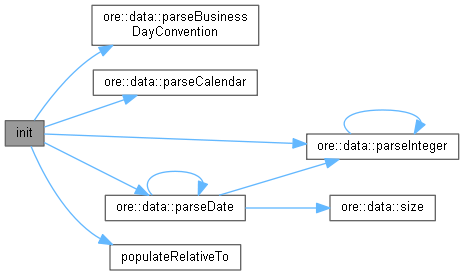 ore::data::parseBusiness
DayConvention
ore::data::parseCalendar
init
ore::data::parseInteger
ore::data::parseDate
ore::data::size
populateRelativeTo